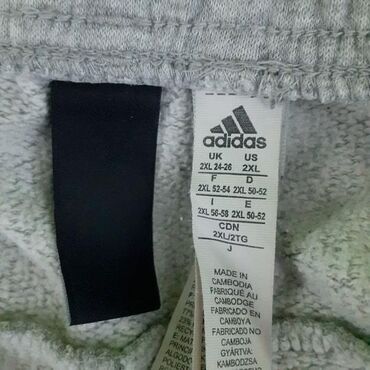 adidas
UK US
2XL 24-26 2XL
F D
2XL 52-54 2XL 50-52
I E
2XL 56-58 2XL 50-52
CDN
2XL/2TG
J
MADE IN
CAMBODIA
FABRIQUÉ AU
CAMBODGE
FABRICADO EN
CAMBOYA
FABRICADO NO
CAMBOJA
GYÁRTVA:
KAMBODZSA